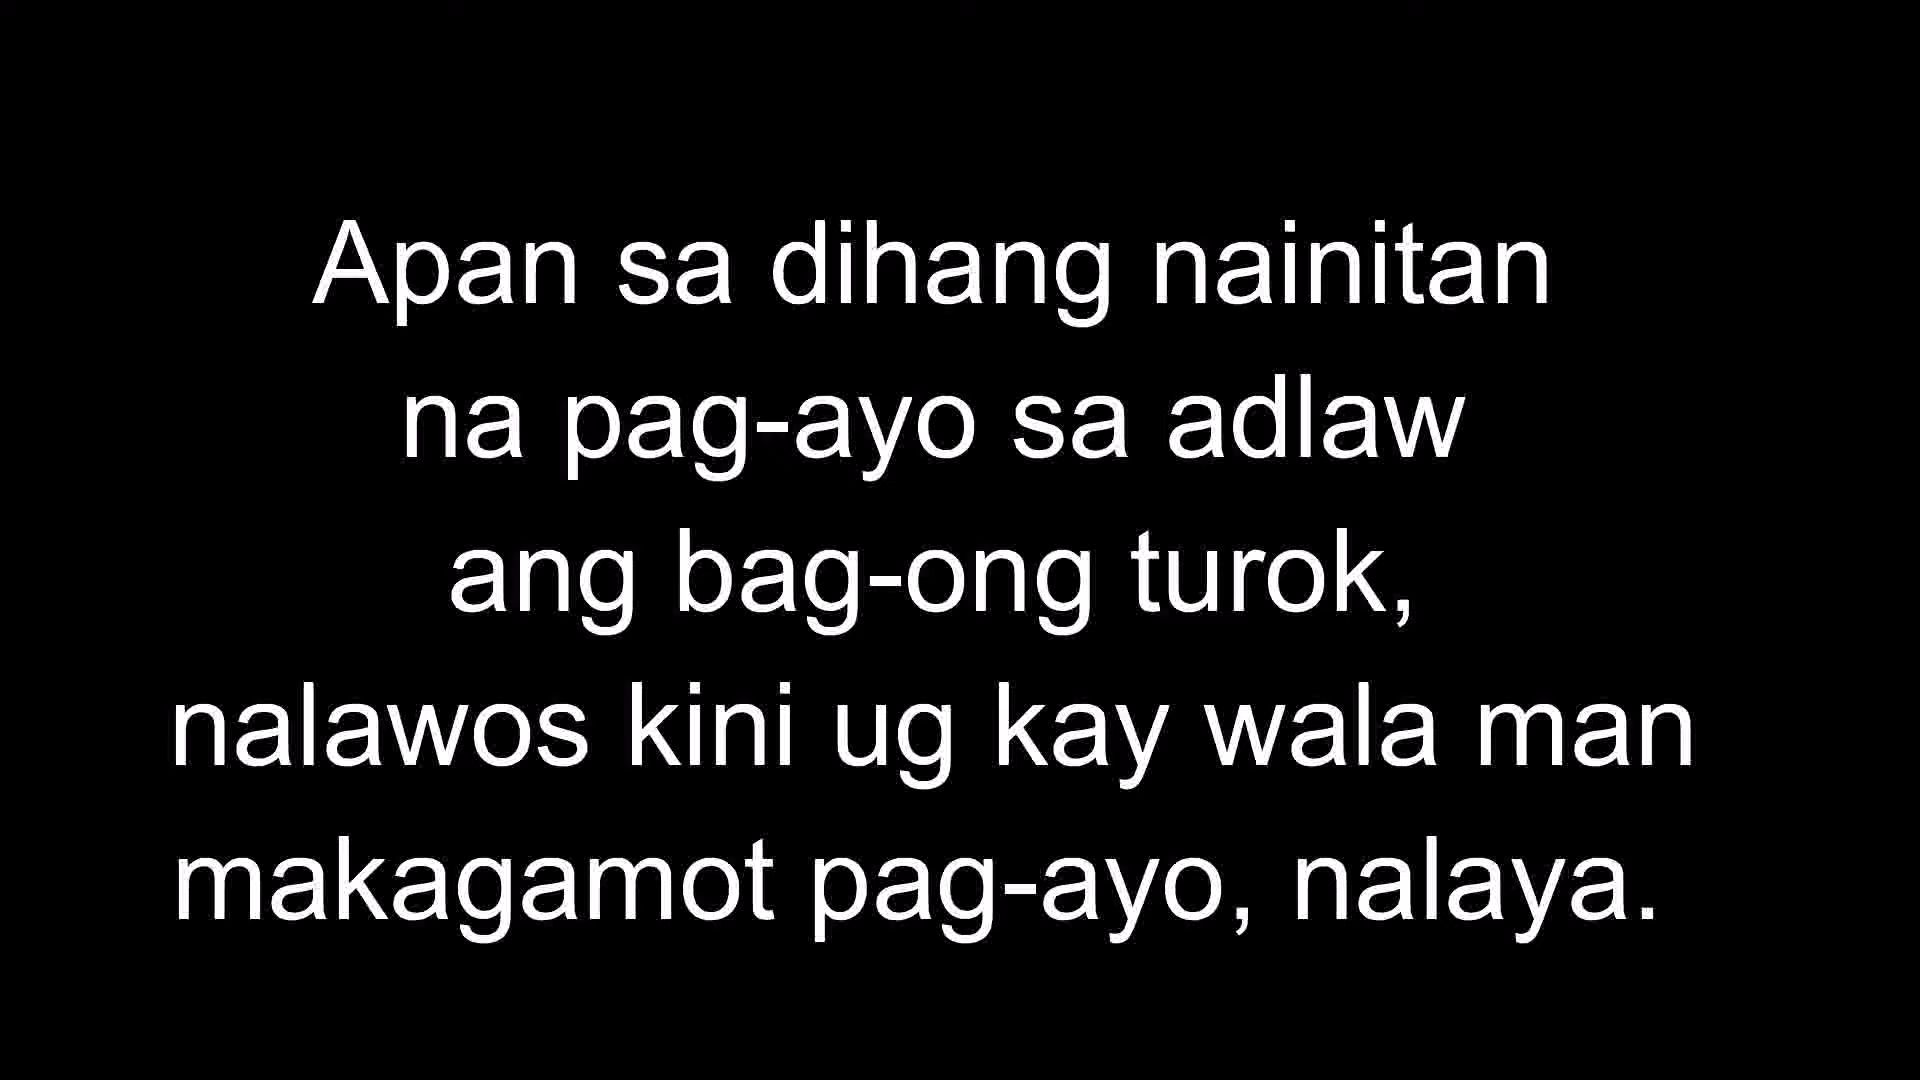 Apan sa dihang nainitan
na pag-ayo sa adlaw
ang bag-ong turok,
nalawos kini ug kay wala man
makagamot pag-ayo, nalaya.